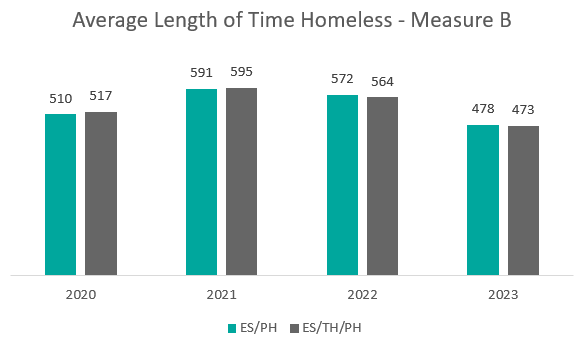 Average Length of Time Homeless - Measure B
510 517 591 595 572 564 478 473
2020 2021 2022 2023
ES/PH ES/TH/PH